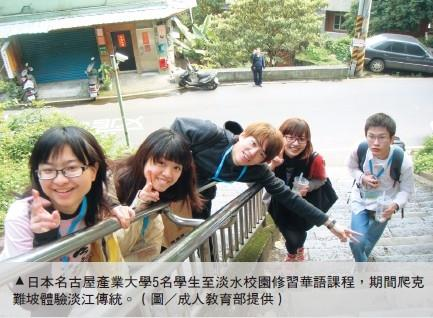 ▲日本名古屋產業大學5名學生至淡水校園修習華語課程，期間爬克
難坡體驗淡江傳統。（圖／成人教育部提供）